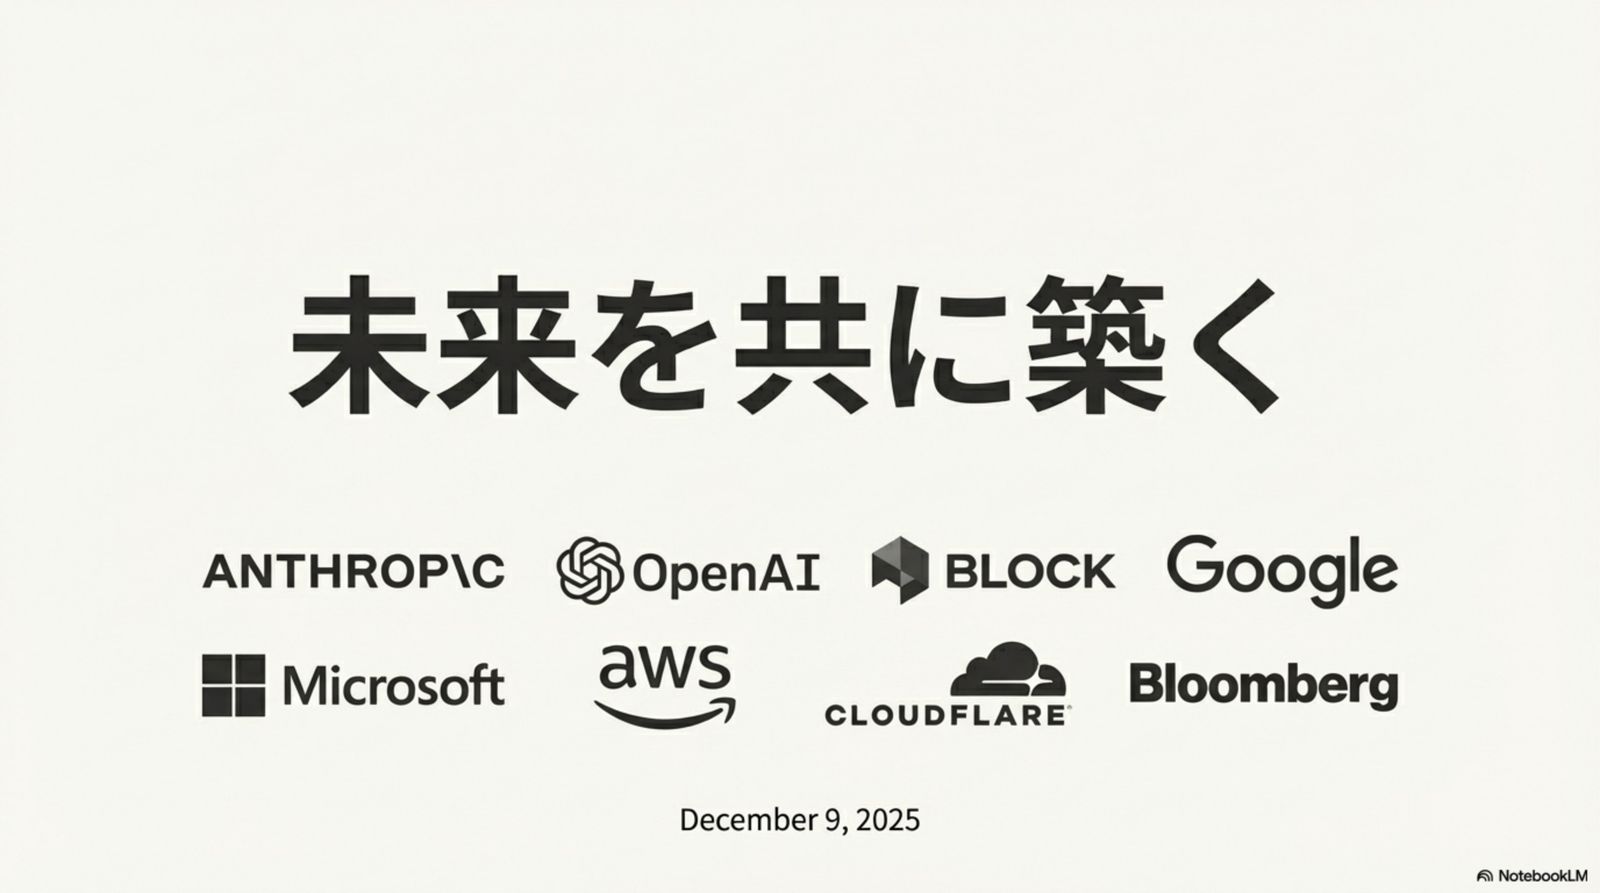 未来を共に築く
ANTHROP\C OpenAI BLOCK Google
Microsoft aws CLOUDFLARE Bloomberg
December 9, 2025
NotebookLM